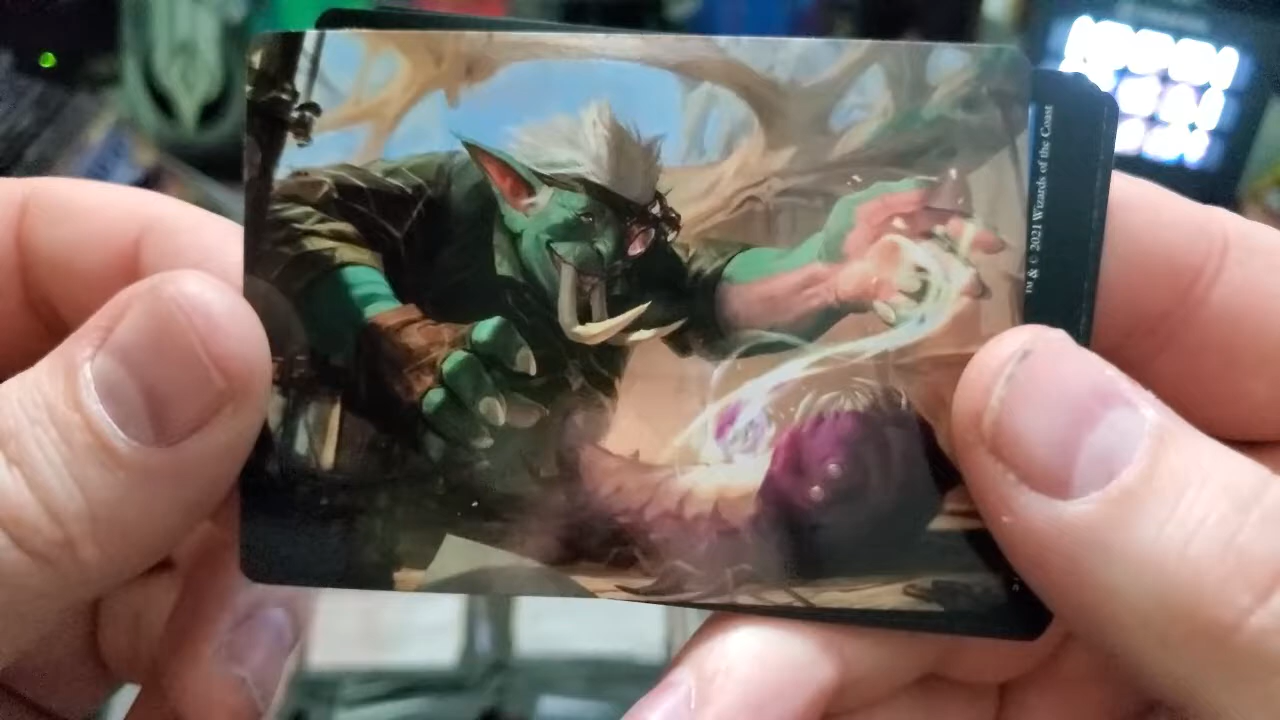 ™ & © 2021 Wizards of the Coast